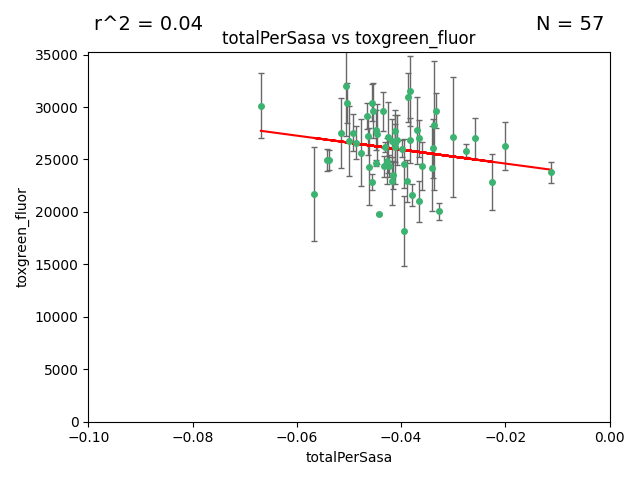 r^2 = 0.04
N = 57
totalPerSasa vs toxgreen_fluor
35000
30000
25000
20000
15000
10000
5000
0
toxgreen_fluor
−0.10
−0.08
−0.06
−0.04
−0.02
0.00
totalPerSasa